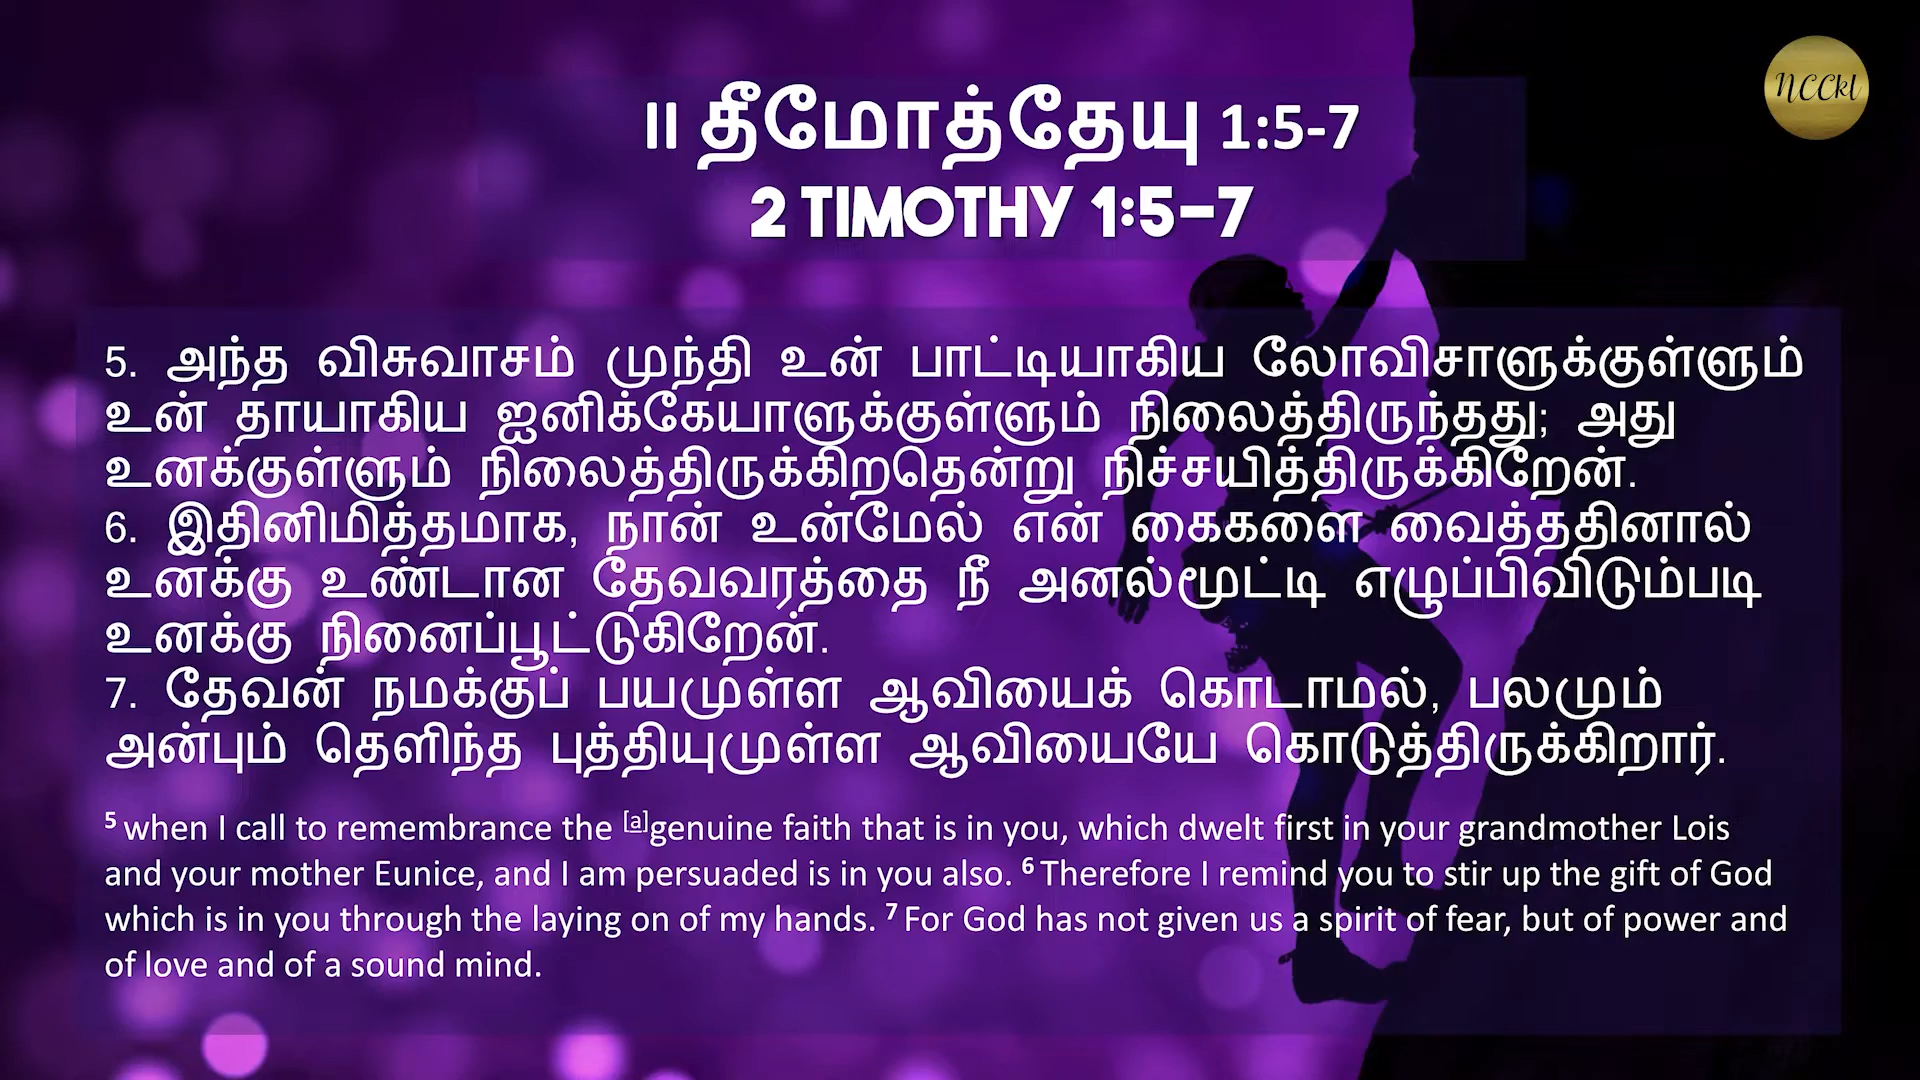 NCCkl
II தீமோத்தேயு 1:5-7
2 TIMOTHY 1:5-7
5. அந்த விசுவாசம் முந்தி உன் பாட்டியாகிய லோவிசாளுக்குள்ளும்
உன் தாயாகிய ஐனிக்கேயாளுக்குள்ளும் நிலைத்திருந்தது; அது
உனக்குள்ளும் நிலைத்திருக்கிறதென்று நிச்சயித்திருக்கிறேன்.
6. இதினிமித்தமாக, நான் உன்மேல் என் கைகளை வைத்ததினால்
உனக்கு உண்டான தேவவரத்தை நீ அனல்மூட்டி எழுப்பிவிடும்படி
உனக்கு நினைப்பூட்டுகிறேன்.
7. தேவன் நமக்குப் பயமுள்ள ஆவியைக் கொடாமல், பலமும்
அன்பும் தெளிந்த புத்தியுமுள்ள ஆவியையே கொடுத்திருக்கிறார்.
5 when I call to remembrance the [a]genuine faith that is in you, which dwelt first in your grandmother Lois
and your mother Eunice, and I am persuaded is in you also. 6 Therefore I remind you to stir up the gift of God
which is in you through the laying on of my hands. 7 For God has not given us a spirit of fear, but of power and
of love and of a sound mind.